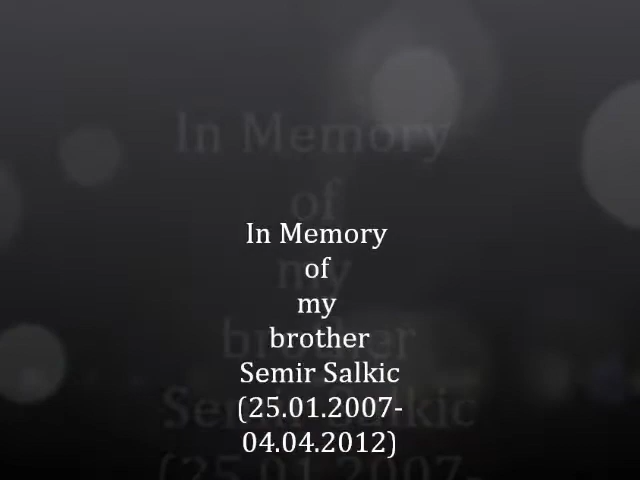 In Memory
of
my
brother
Semir Salkic
(25.01.2007-
04.04.2012)